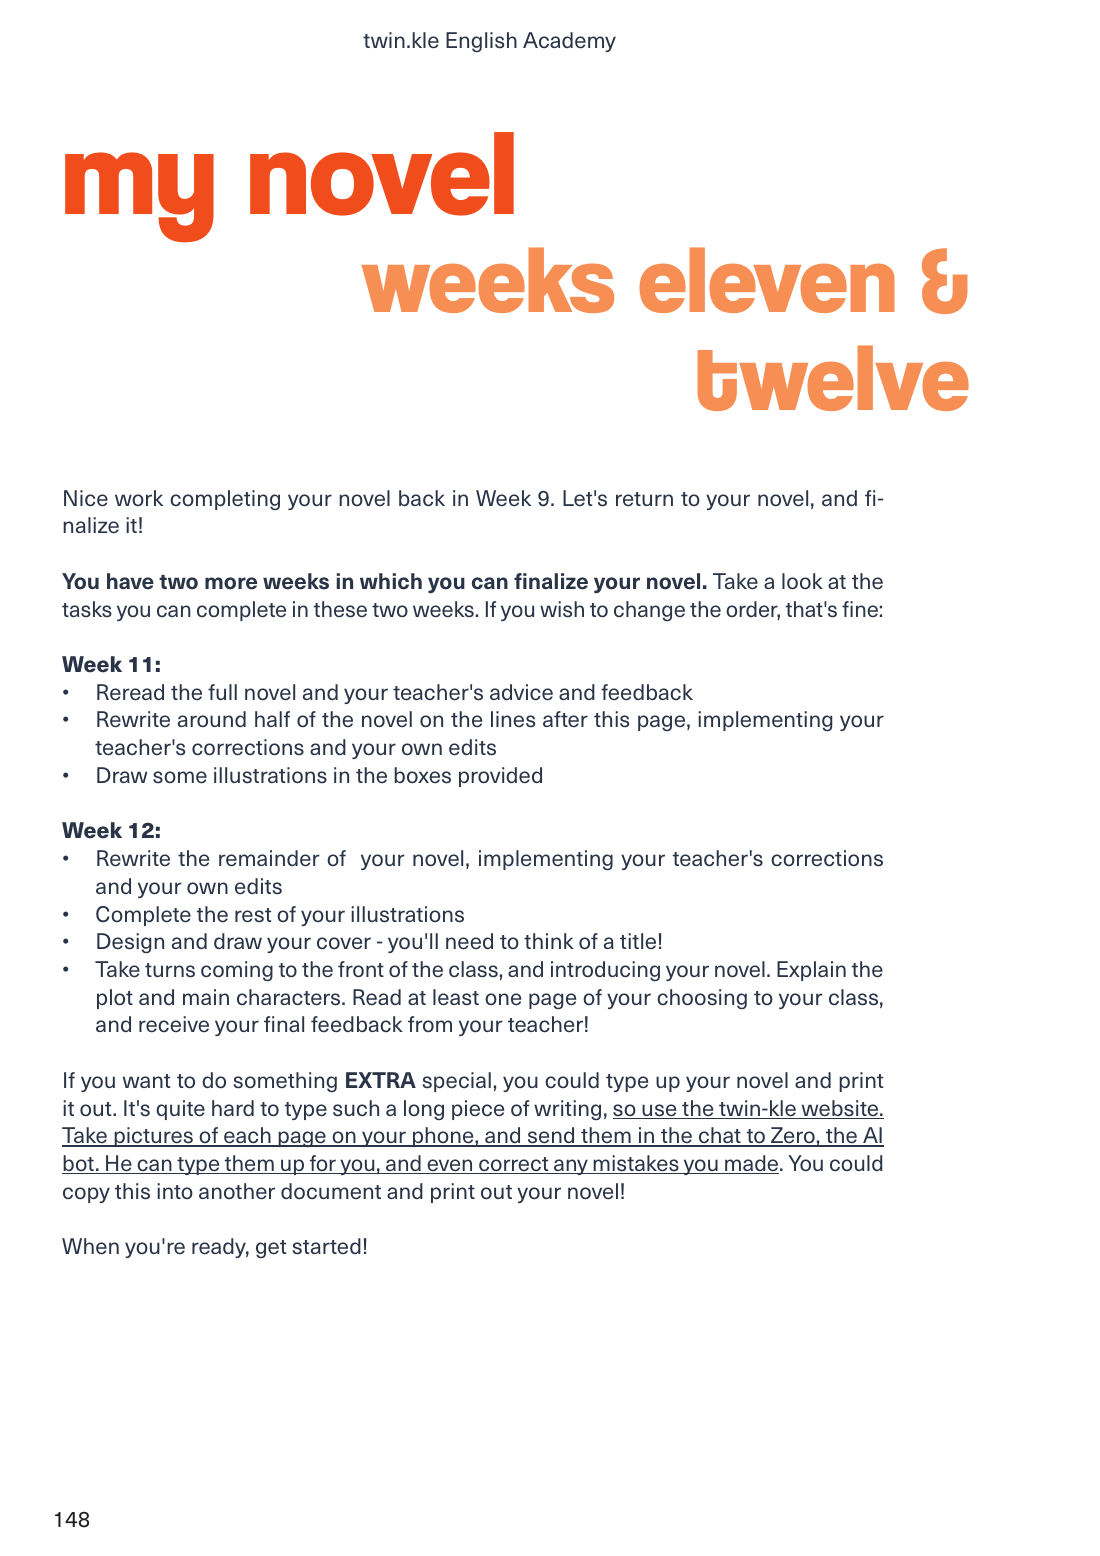 twin.kle English Academy
my novel
weeks eleven &
twelve
Nice work completing your novel back in Week 9. Let's return to your novel, and fi-
nalize it!
You have two more weeks in which you can finalize your novel. Take a look at the
tasks you can complete in these two weeks. If you wish to change the order, that's fine:
Week 11:
• Reread the full novel and your teacher's advice and feedback
• Rewrite around half of the novel on the lines after this page, implementing your
teacher's corrections and your own edits
• Draw some illustrations in the boxes provided
Week 12:
• Rewrite the remainder of  your novel, implementing your teacher's corrections
and your own edits
• Complete the rest of your illustrations
• Design and draw your cover - you'll need to think of a title!
• Take turns coming to the front of the class, and introducing your novel. Explain the
plot and main characters. Read at least one page of your choosing to your class,
and receive your final feedback from your teacher!
If you want to do something EXTRA special, you could type up your novel and print
it out. It's quite hard to type such a long piece of writing, so use the twin-kle website.
Take pictures of each page on your phone, and send them in the chat to Zero, the AI
bot. He can type them up for you, and even correct any mistakes you made. You could
copy this into another document and print out your novel!
When you're ready, get started!
148